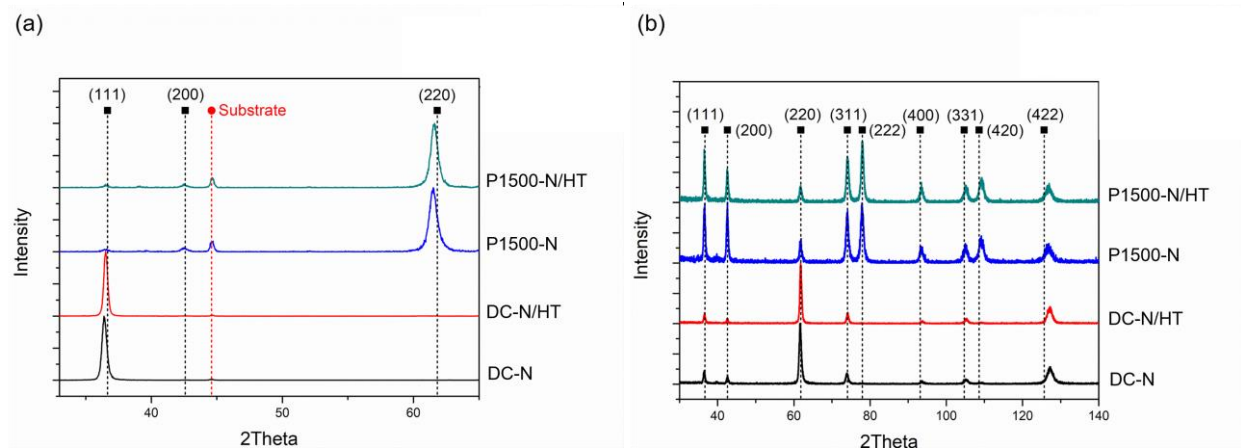 (a)
(111)
(200)
Substrate
(220)
P1500-N/HT
P1500-N
DC-N/HT
DC-N
Intensity
40
50
60
2Theta
(b)
(111)
(200)
(220)
(311)
(222)
(400)
(331)
(420)
(422)
P1500-N/HT
P1500-N
DC-N/HT
DC-N
Intensity
40
60
80
100
120
140
2Theta